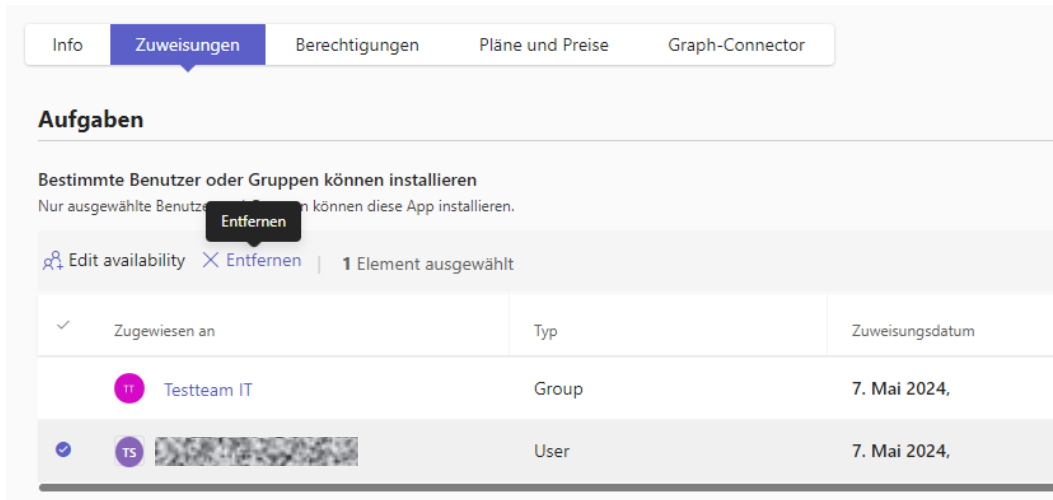 Info Zuweisungen Berechtigungen Pläne und Preise Graph-Connector
Aufgaben
Bestimmte Benutzer oder Gruppen können installieren
Nur ausgewählte Benutze n können diese App installieren.
Entfernen
Edit availability Entfernen | 1 Element ausgewählt
Zugewiesen an Typ Zuweisungsdatum
TT Testteam IT Group 7. Mai 2024,
TS User 7. Mai 2024,